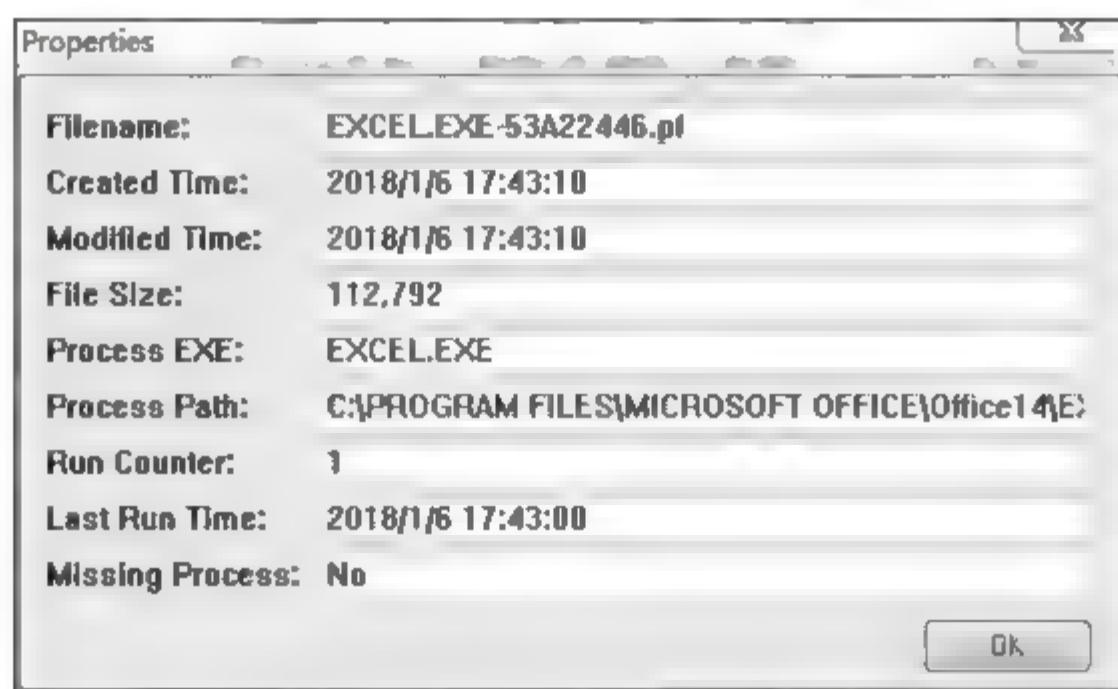 Properties
Filename: EXCEL.EXE-53A22446.pf
Created Time: 2018/1/6 17:43:10
Modified Time: 2018/1/6 17:43:10
File Size: 112,792
Process EXE: EXCEL.EXE
Process Path: C:\PROGRAM FILES\MICROSOFT OFFICE\Office14\EX
Run Counter: 1
Last Run Time: 2018/1/6 17:43:00
Missing Process: No
OK